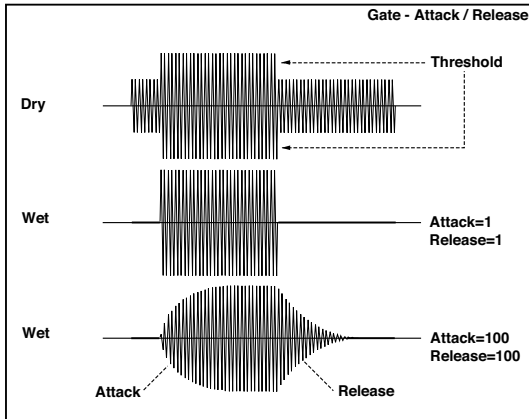 Gate - Attack / Release
Threshold
Dry
Wet
Attack=1
Release=1
Wet
Attack=100
Release=100
Attack
Release